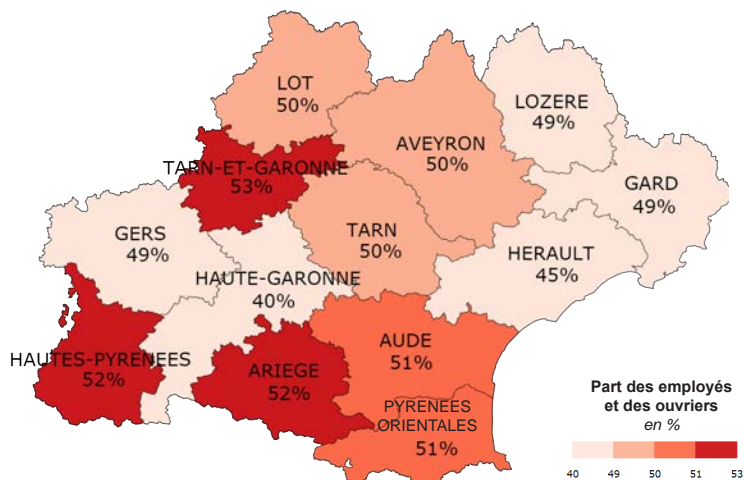 LOT
50%
LOZERE
49%
AVEYRON
50%
TARN-ET-GARONNE
53%
GARD
49%
GERS
49%
TARN
50%
HERAULT
45%
HAUTE-GARONNE
40%
AUDE
51%
HAUTES-PYRENEES
52%
ARIEGE
52%
PYRENEES
ORIENTALES
51%
Part des employés
et des ouvriers
en %
40 49 50 51 53